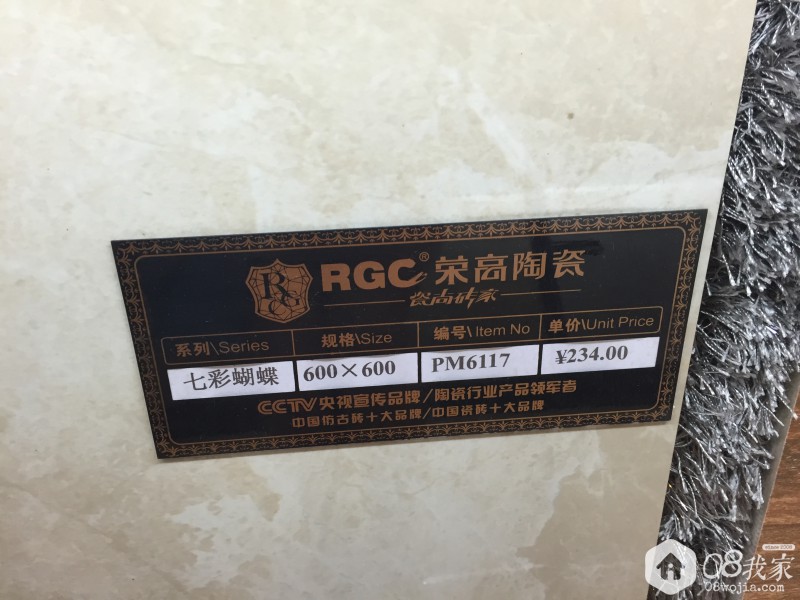 RGC® 荣高陶瓷
瓷尚砖家
系列\Series 规格\Size 编号\Item No 单价\Unit Price
七彩蝴蝶 600×600 PM6117 ¥234.00
CCTV央视宣传品牌/陶瓷行业产品领军者
中国仿古砖十大品牌/中国瓷砖十大品牌
08我家
08wojia.com